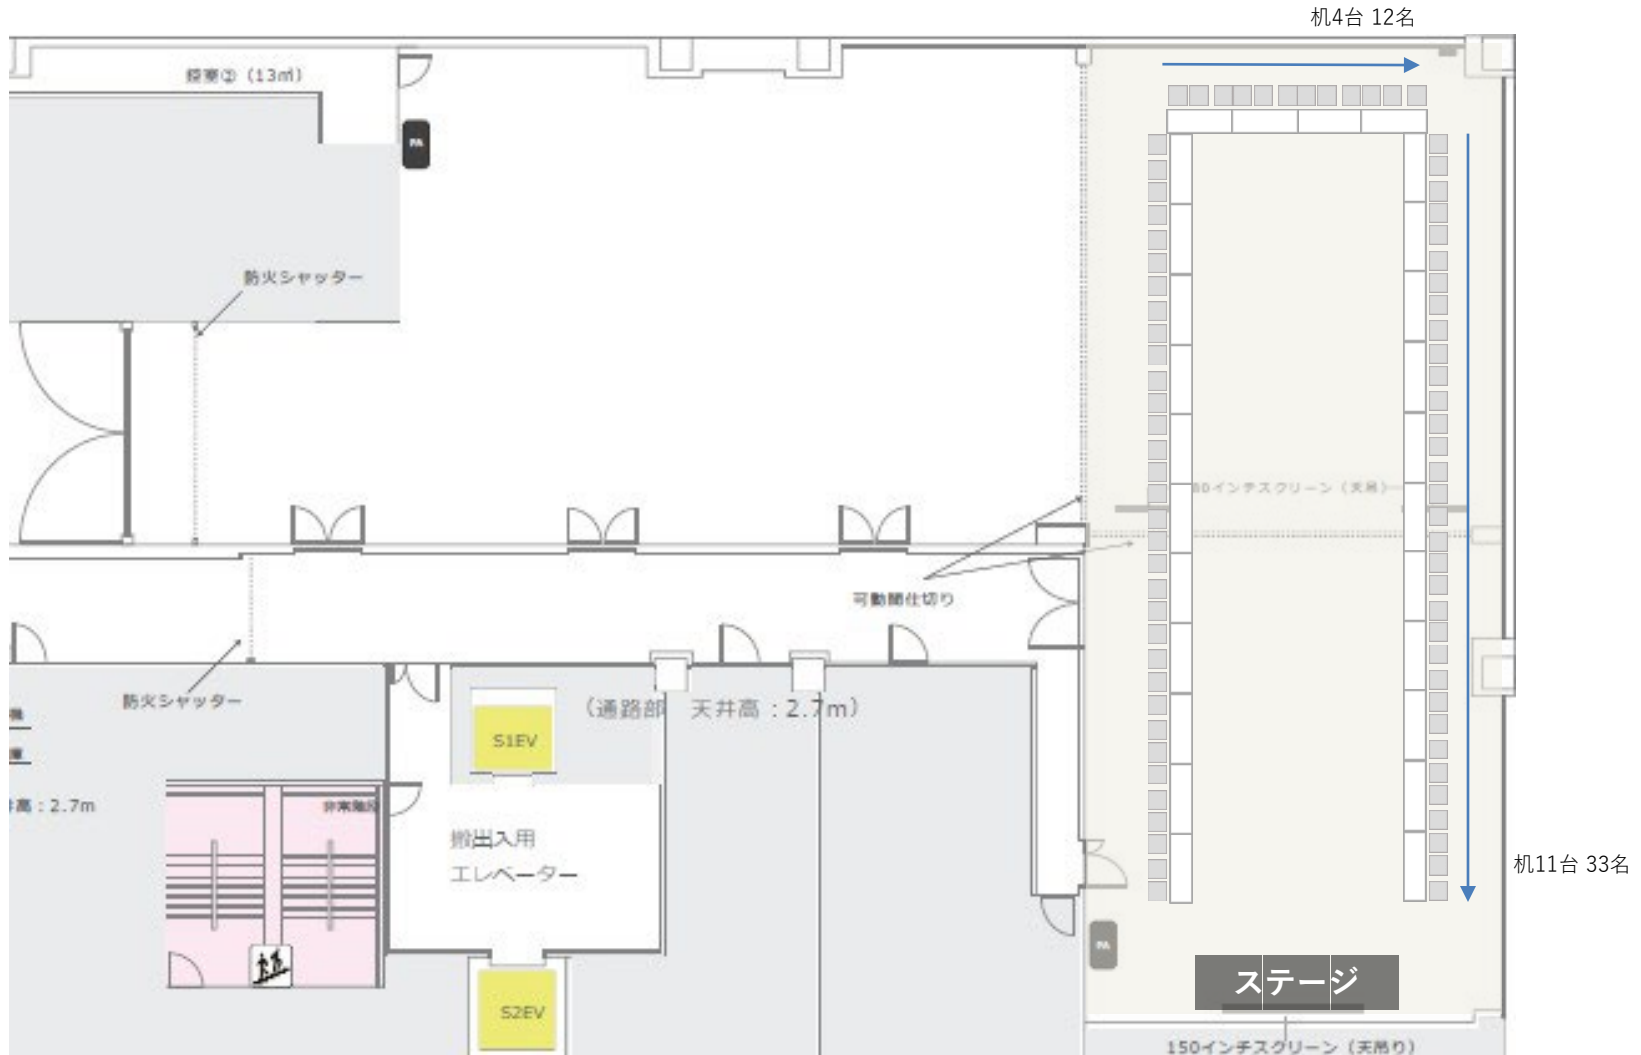 机4台 12名
控室② (13㎡)
PA
防火シャッター
80インチスクリーン（天吊）
可動間仕切り
防火シャッター
（通路部　天井高：2.7m）
S1EV
高：2.7m
非常階段
搬出入用
エレベーター
机11台 33名
PA
ステージ
S2EV
150インチスクリーン（天吊り）